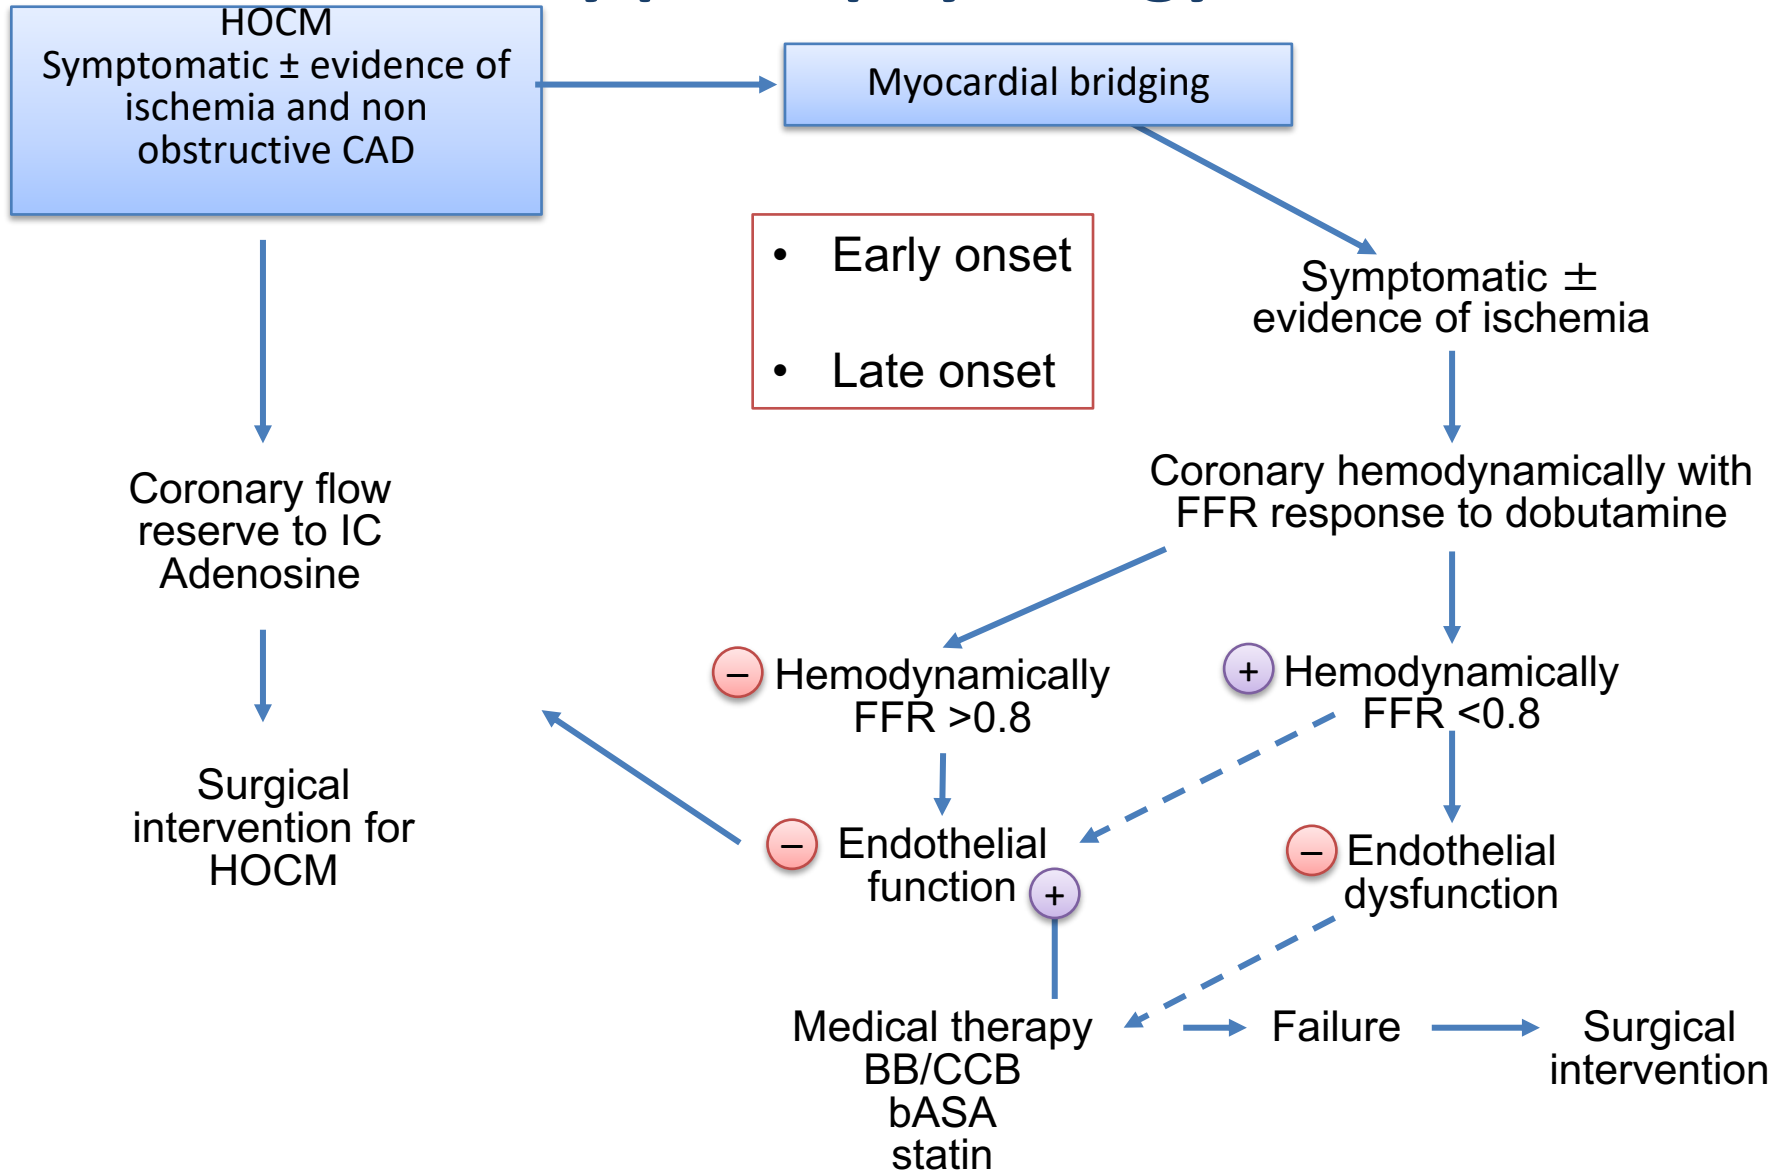 HOCM
Symptomatic ± evidence of
ischemia and non
obstructive CAD
Myocardial bridging
• Early onset
• Late onset
Symptomatic ±
evidence of ischemia
Coronary flow
reserve to IC
Adenosine
Coronary hemodynamically with
FFR response to dobutamine
− Hemodynamically
FFR >0.8
+ Hemodynamically
FFR <0.8
Surgical
intervention for
HOCM
− Endothelial
function +
− Endothelial
dysfunction
Medical therapy
BB/CCB
bASA
statin
Failure
Surgical
intervention